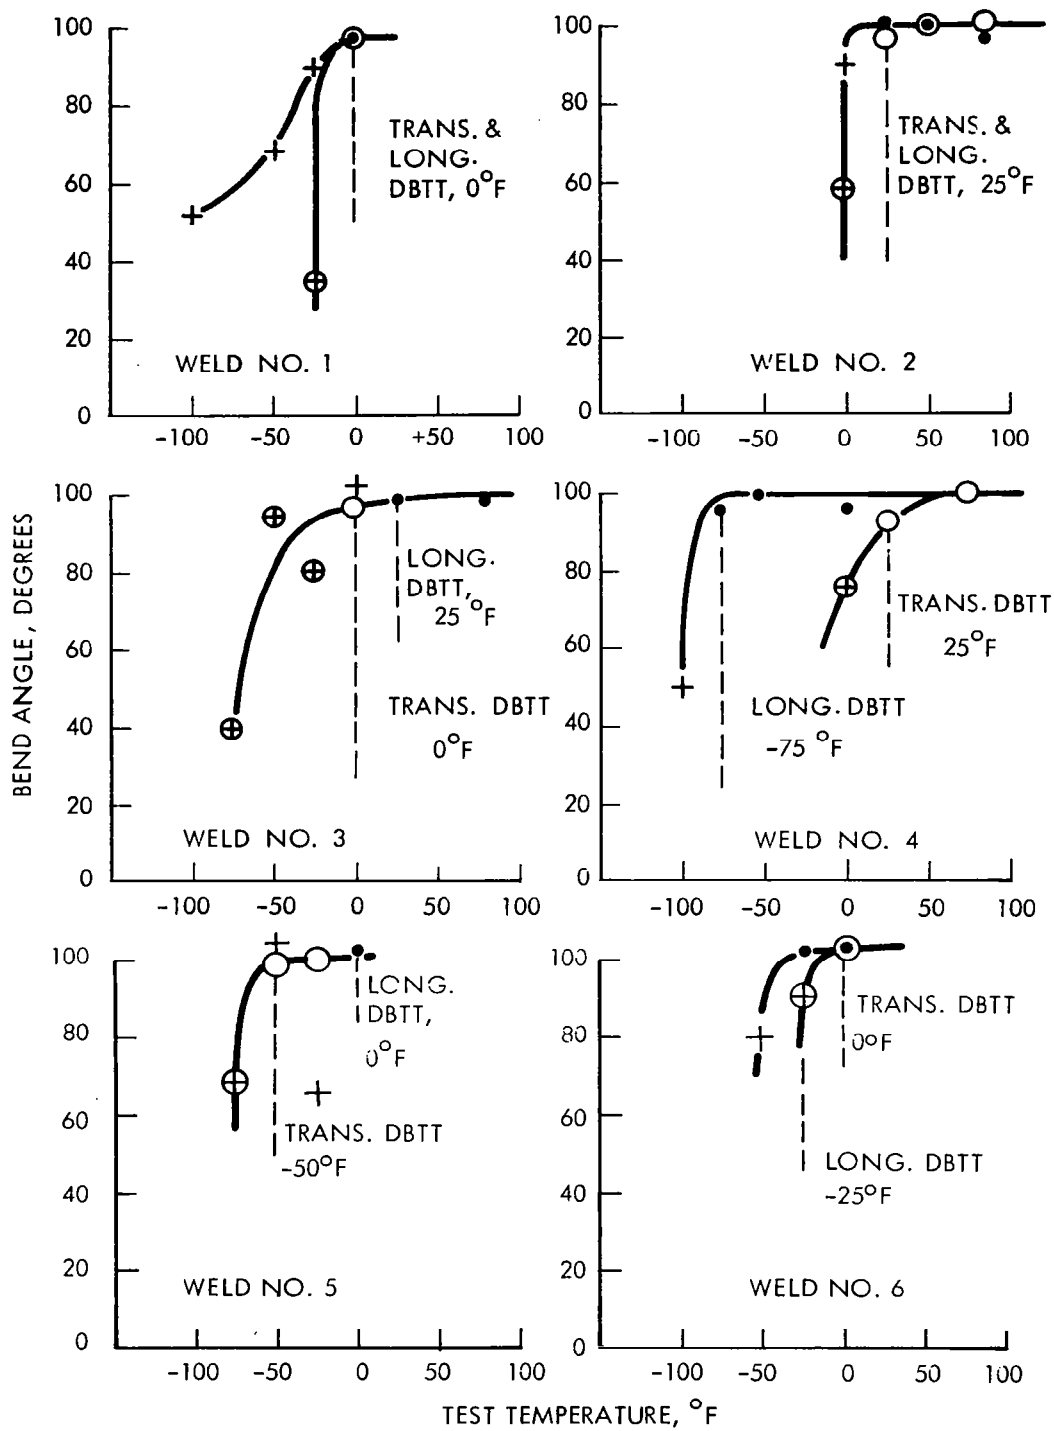 BEND ANGLE, DEGREES
100
80
60
40
20
0
TRANS. &
LONG.
DBTT, 0°F
WELD NO. 1
-100 -50 0 +50 100
100
80
60
40
20
0
TRANS. &
LONG.
DBTT, 25°F
WELD NO. 2
-100 -50 0 50 100
100
80
60
40
20
0
LONG.
DBTT,
25 °F
TRANS. DBTT
0°F
WELD NO. 3
-100 -50 0 50 100
100
80
60
40
20
0
TRANS. DBTT
25°F
LONG. DBTT
-75 °F
WELD NO. 4
-100 -50 0 50 100
100
80
60
40
20
0
LONG.
DBTT,
0°F
TRANS. DBTT
-50°F
WELD NO. 5
-100 -50 0 50 100
100
80
60
40
20
0
TRANS. DBTT
0°F
LONG. DBTT
-25°F
WELD NO. 6
-100 -50 0 50 100
TEST TEMPERATURE, °F